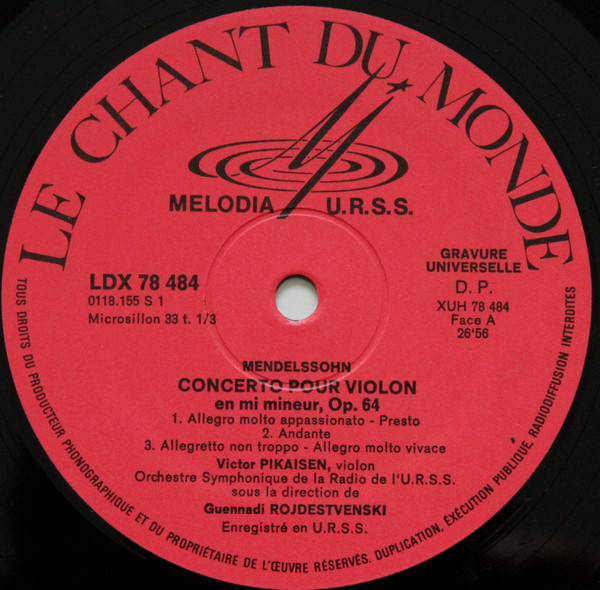 LE CHANT DU MONDE
MELODIA U.R.S.S.
LDX 78 484
0118.155 S 1
Microsillon 33 t. 1/3
GRAVURE
UNIVERSELLE
D. P.
XUH 78 484
Face A
26'56
MENDELSSOHN
CONCERTO POUR VIOLON
en mi mineur, Op. 64
1. Allegro molto appassionato - Presto
2. Andante
3. Allegretto non troppo - Allegro molto vivace
Victor PIKAISEN, violon
Orchestre Symphonique de la Radio de l'U.R.S.S.
sous la direction de
Guennadi ROJDESTVENSKI
Enregistré en U.R.S.S.
TOUS DROITS DU PRODUCTEUR PHONOGRAPHIQUE ET DU PROPRIÉTAIRE DE L'ŒUVRE RÉSERVÉS. DUPLICATION, ÉXÉCUTION PUBLIQUE, RADIODIFFUSION INTERDITES